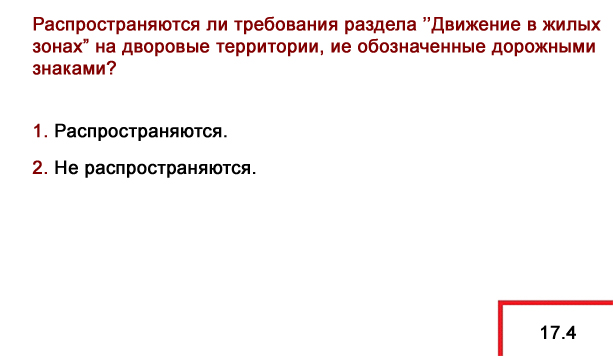 Распространяются ли требования раздела ”Движение в жилых
зонах” на дворовые территории, ие обозначенные дорожными
знаками?
1. Распространяются.
2. Не распространяются.
17.4